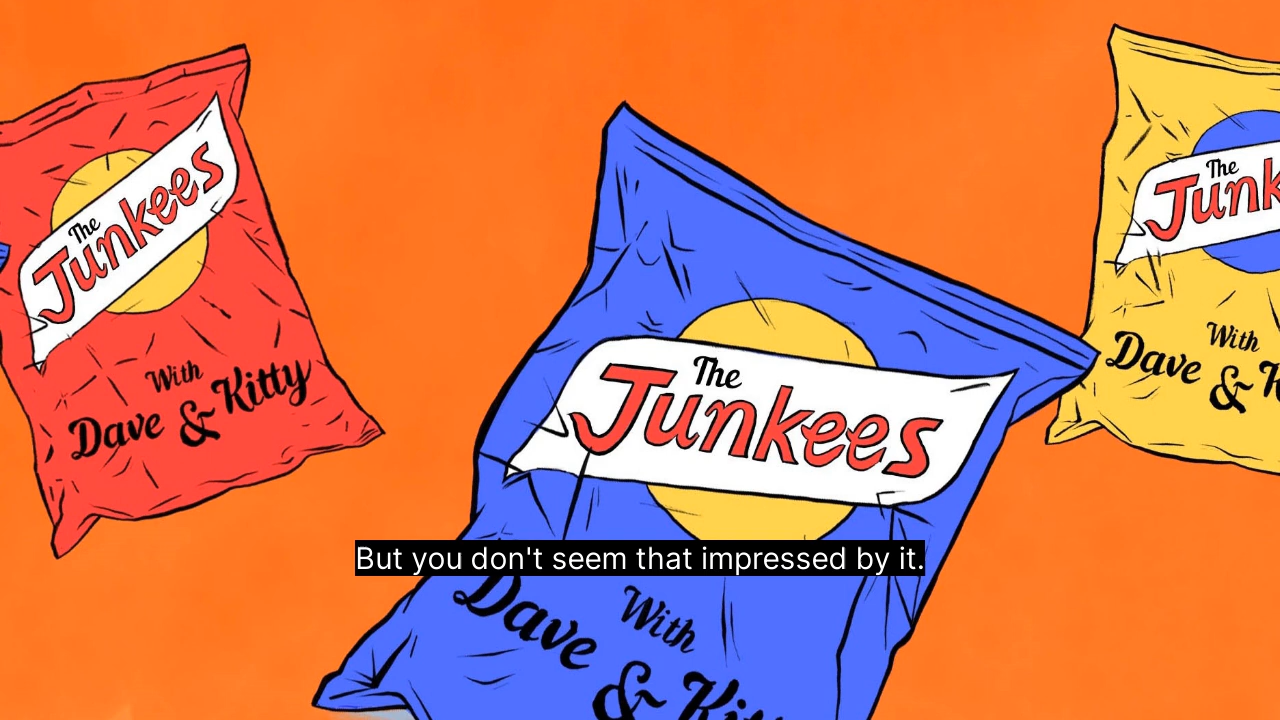 The
Junkees
With
Dave & Kitty
The
Junkees
With
Dave
&
The
With
Dave &
But you don't seem that impressed by it.